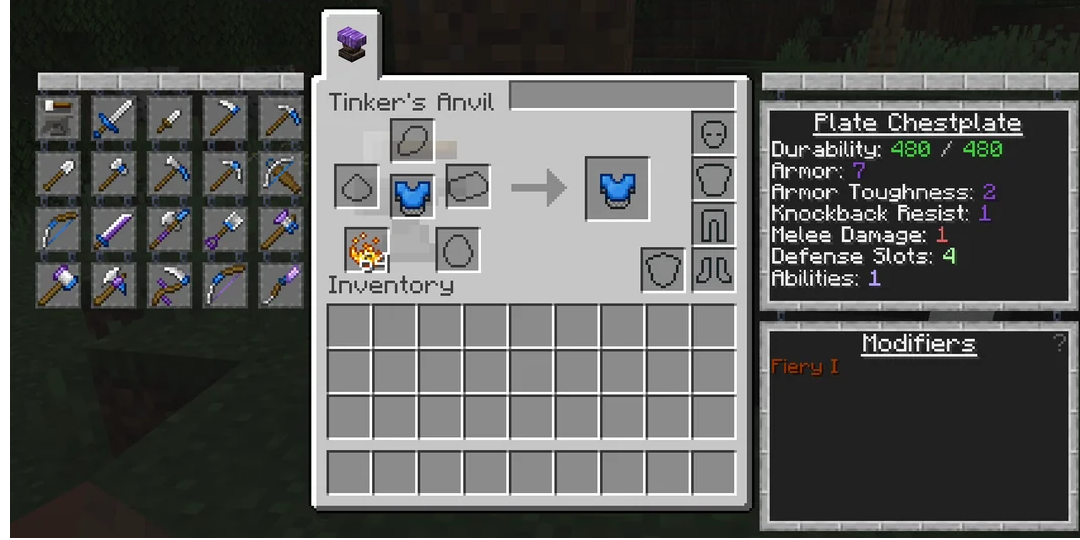 Tinker's Anvil
64
Inventory
Plate Chestplate
Durability: 480 / 480
Armor: 7
Armor Toughness: 2
Knockback Resist: 1
Melee Damage: 1
Defense Slots: 4
Abilities: 1
Modifiers ?
Fiery I